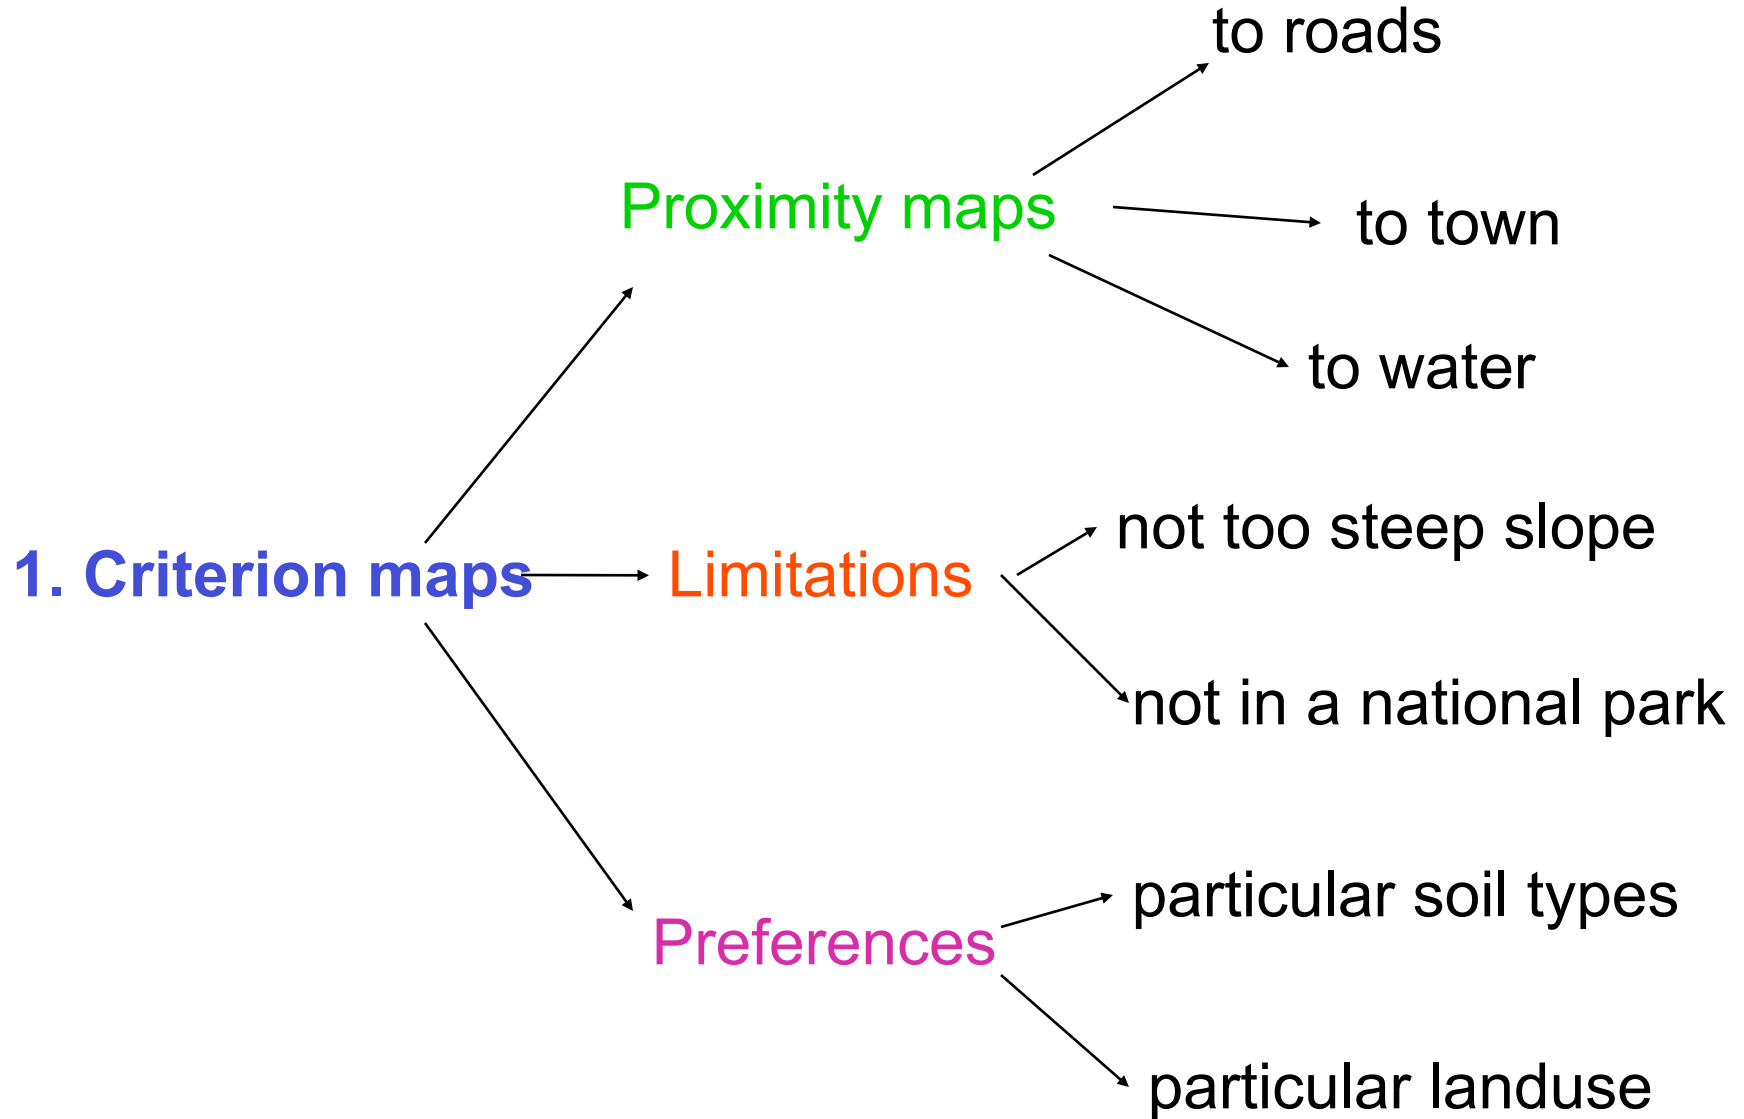 to roads
Proximity maps
to town
to water
not too steep slope
1. Criterion maps
Limitations
not in a national park
particular soil types
Preferences
particular landuse